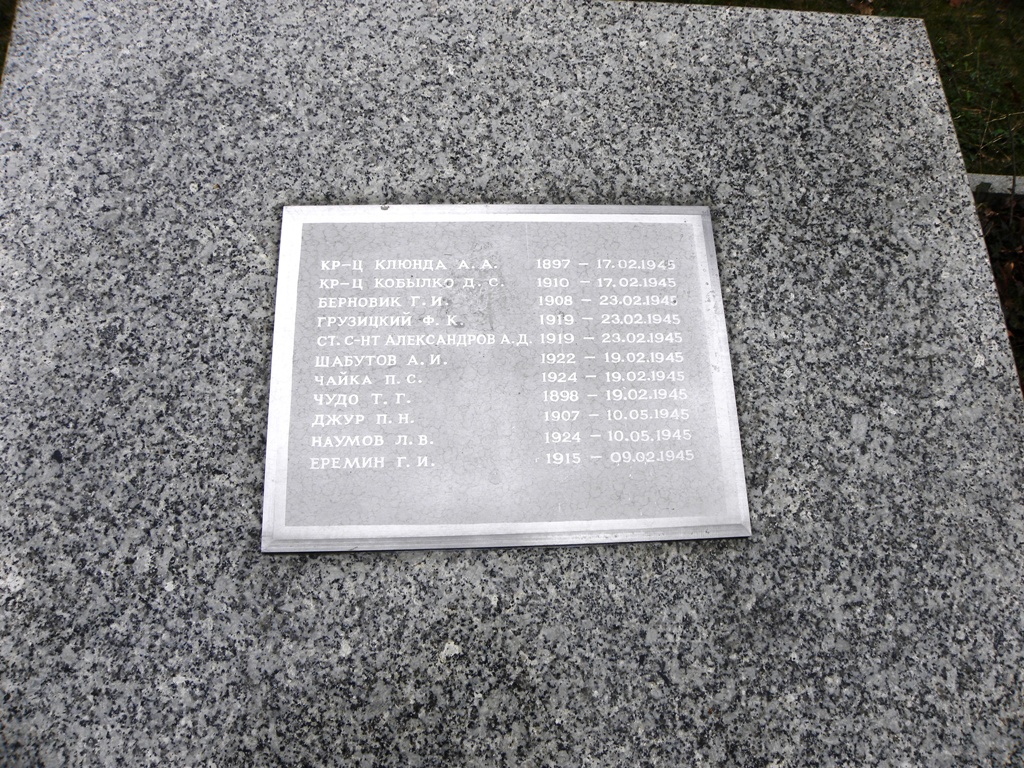 КР-Ц КЛЮНДА А. А. 1897 – 17.02.1945
КР-Ц КОБЫЛКО Д. С. 1910 – 17.02.1945
БЕРНОВИК Г. И. 1908 – 23.02.1945
ГРУЗИЦКИЙ Ф. К. 1919 – 23.02.1945
СТ. С-НТ АЛЕКСАНДРОВ А.Д. 1919 – 23.02.1945
ШАБУТОВ А. И. 1922 – 19.02.1945
ЧАЙКА П. С. 1924 – 19.02.1945
ЧУДО Т. Г. 1898 – 19.02.1945
ДЖУР П. Н. 1907 – 10.05.1945
НАУМОВ Л. В. 1924 – 10.05.1945
ЕРЕМИН Г. И. 1915 – 09.02.1945